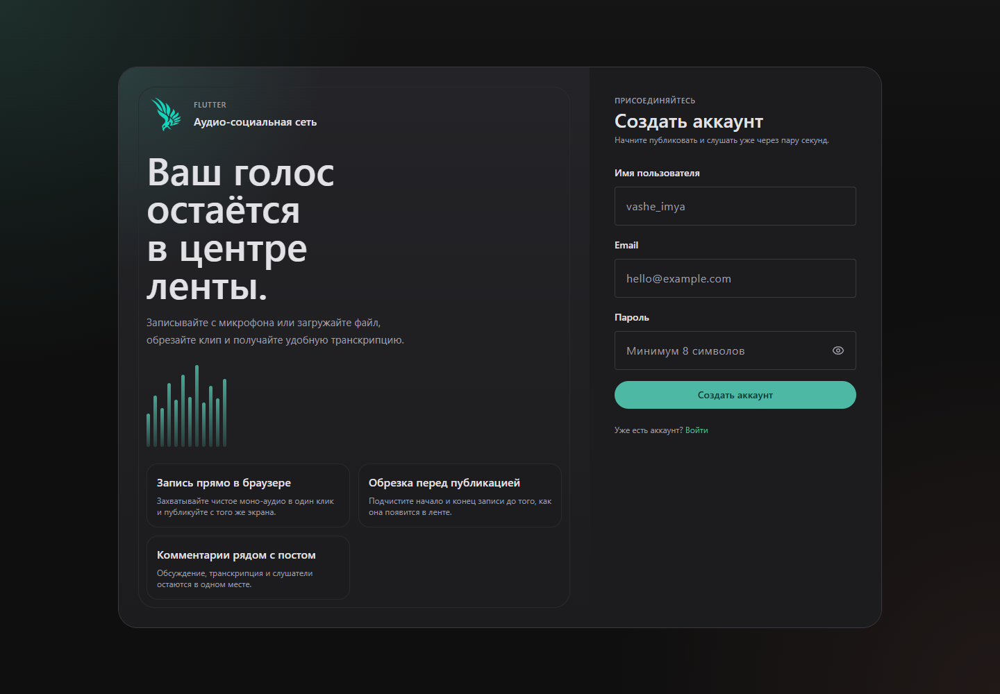 FLUTTER
Аудио-социальная сеть
Ваш голос
остаётся
в центре
ленты.
Записывайте с микрофона или загружайте файл,
обрезайте клип и получайте удобную транскрипцию.
Запись прямо в браузере
Захватывайте чистое моно-аудио в один клик
и публикуйте с того же экрана.
Обрезка перед публикацией
Подчистите начало и конец записи до того, как
она появится в ленте.
Комментарии рядом с постом
Обсуждение, транскрипция и слушатели
остаются в одном месте.
ПРИСОЕДИНЯЙТЕСЬ
Создать аккаунт
Начните публиковать и слушать уже через пару секунд.
Имя пользователя
vashe_imya
Email
hello@example.com
Пароль
Минимум 8 символов
Создать аккаунт
Уже есть аккаунт? Войти